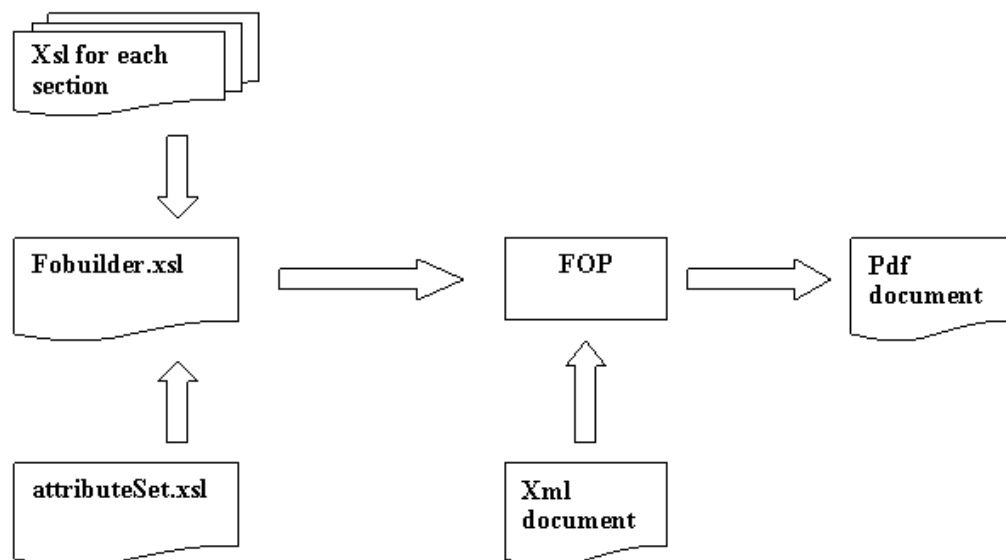 Xsl for each
section
Fobuilder.xsl
FOP
Pdf
document
attributeSet.xsl
Xml
document